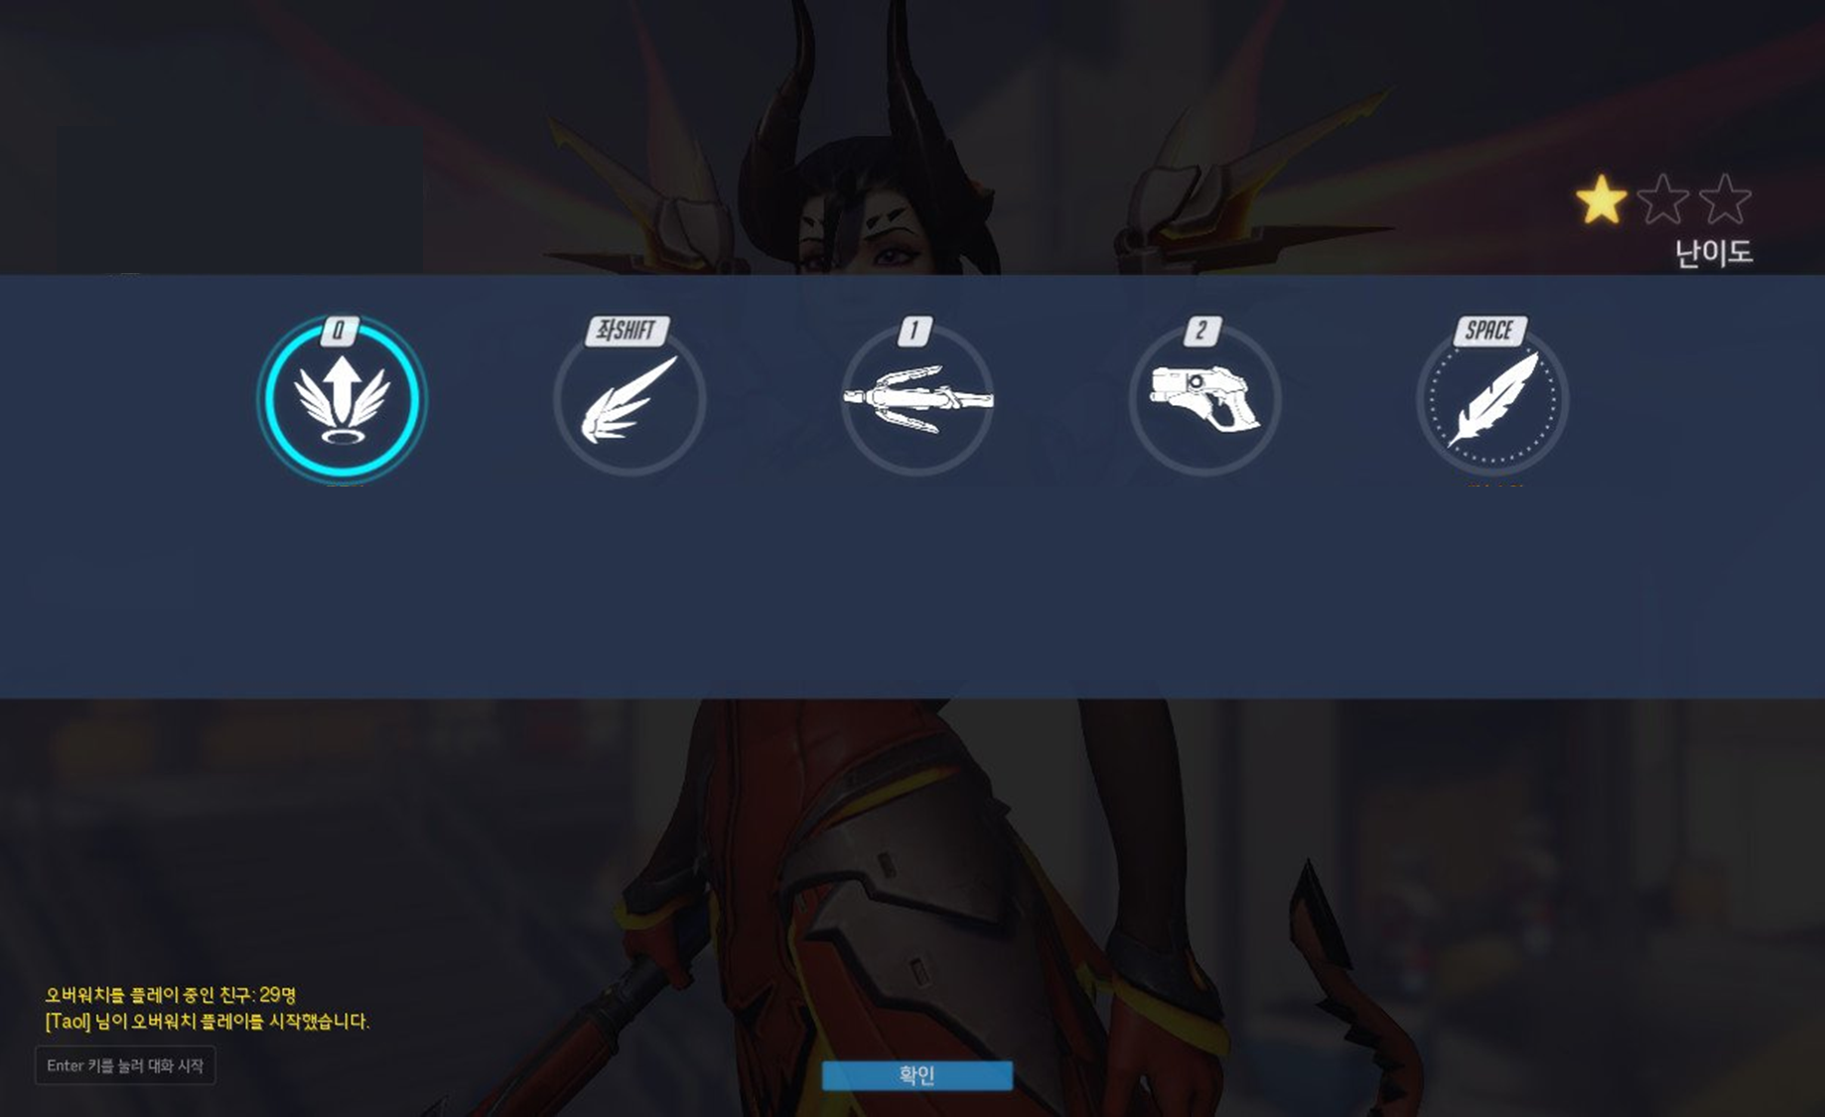 난이도
Q
좌SHIFT
1
2
SPACE
오버워치를 플레이 중인 친구: 29명
[Taol] 님이 오버워치 플레이를 시작했습니다.
Enter 키를 눌러 대화 시작
확인